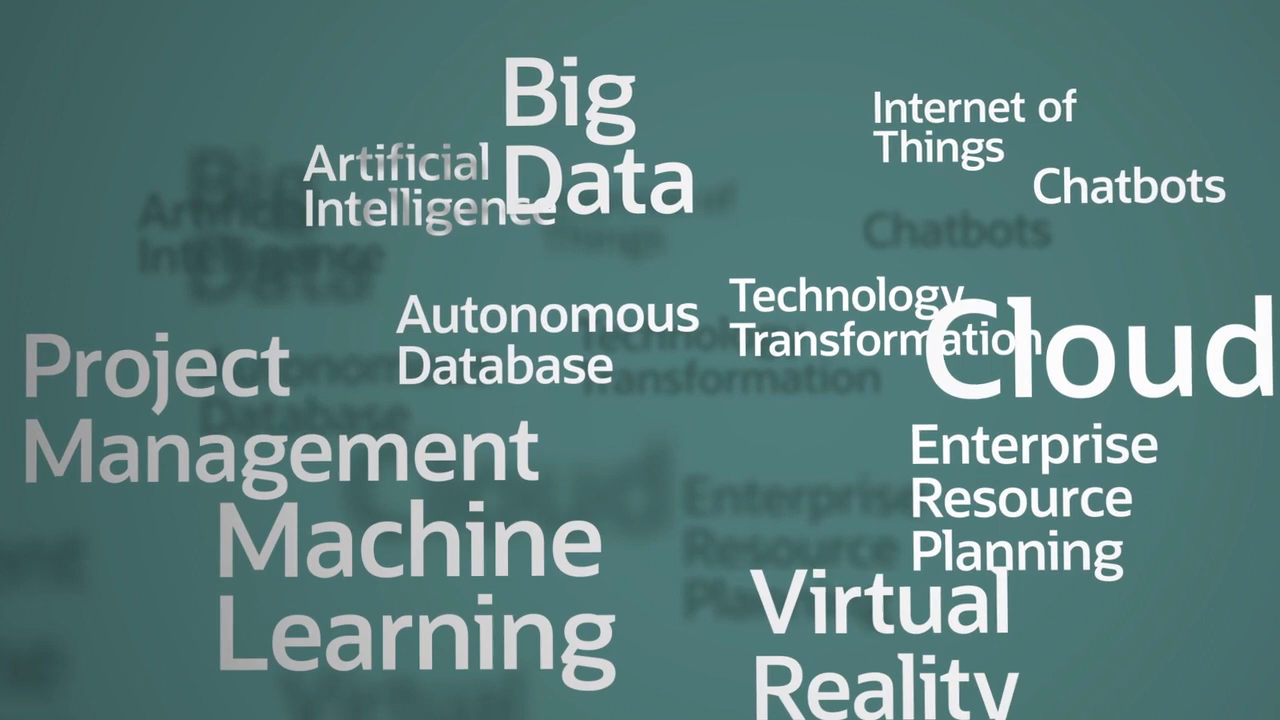 Big
Data
Internet of
Things
Artificial
Intelligence
Chatbots
Technology
Transformation
Autonomous
Database
Cloud
Project
Management
Enterprise
Resource
Planning
Machine
Learning
Virtual
Reality